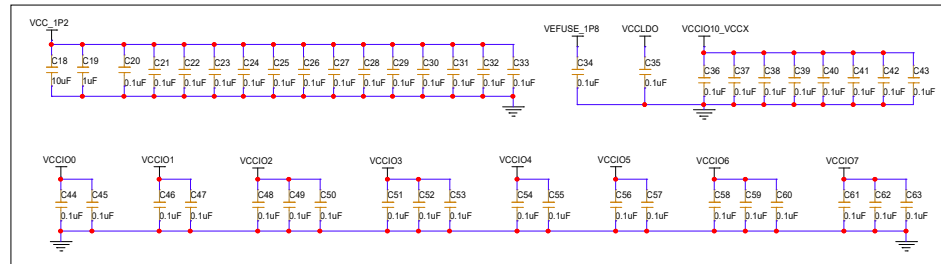 VCC_1P2 VEFUSE_1P8 VCCLDO VCCIO10_VCCX
C18 C19 C20 C21 C22 C23 C24 C25 C26 C27 C28 C29 C30 C31 C32 C33 C34 C35 C36 C37 C38 C39 C40 C41 C42 C43
10uF 1uF 0.1uF 0.1uF 0.1uF 0.1uF 0.1uF 0.1uF 0.1uF 0.1uF 0.1uF 0.1uF 0.1uF 0.1uF 0.1uF 0.1uF 0.1uF 0.1uF 0.1uF 0.1uF 0.1uF 0.1uF 0.1uF 0.1uF 0.1uF 0.1uF
VCCIO0 VCCIO1 VCCIO2 VCCIO3 VCCIO4 VCCIO5 VCCIO6 VCCIO7
C44 C45 C46 C47 C48 C49 C50 C51 C52 C53 C54 C55 C56 C57 C58 C59 C60 C61 C62 C63
0.1uF 0.1uF 0.1uF 0.1uF 0.1uF 0.1uF 0.1uF 0.1uF 0.1uF 0.1uF 0.1uF 0.1uF 0.1uF 0.1uF 0.1uF 0.1uF 0.1uF 0.1uF 0.1uF 0.1uF